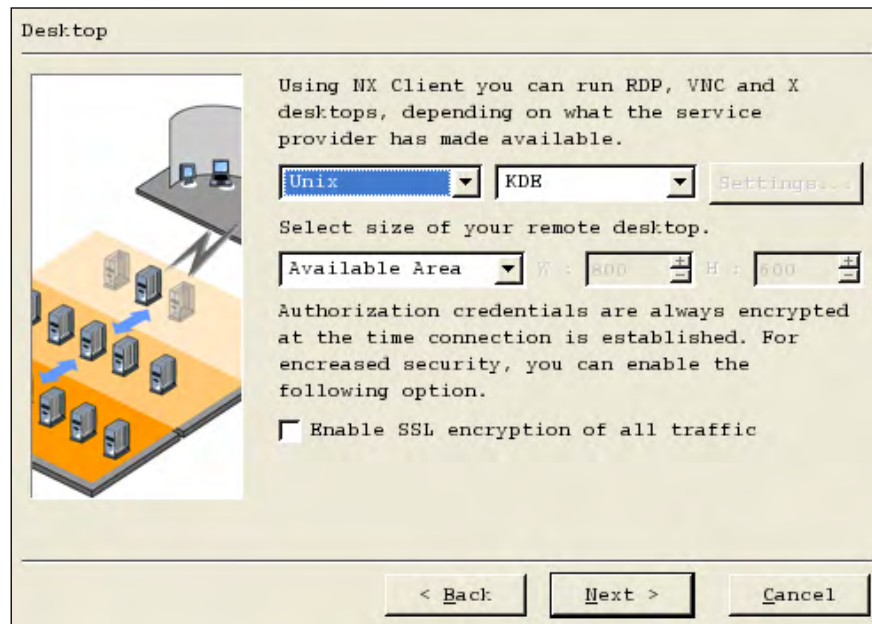 Desktop
Using NX Client you can run RDP, VNC and X
desktops, depending on what the service
provider has made available.
Unix KDE Settings...
Select size of your remote desktop.
Available Area W : 800 H : 600
Authorization credentials are always encrypted
at the time connection is established. For
encreased security, you can enable the
following option.
Enable SSL encryption of all traffic
< Back Next > Cancel